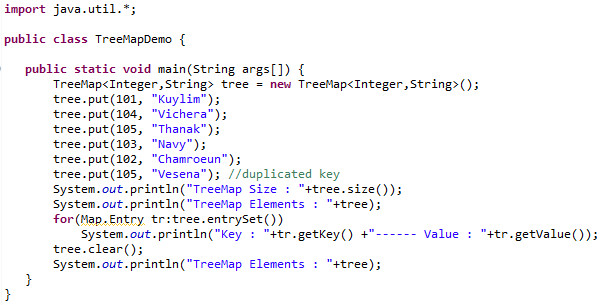 import java.util.*;
public class TreeMapDemo {
public static void main(String args[]) {
TreeMap<Integer,String> tree = new TreeMap<Integer,String>();
tree.put(101, "Kuylim");
tree.put(104, "Vichera");
tree.put(105, "Thanak");
tree.put(103, "Navy");
tree.put(102, "Chamroeun");
tree.put(105, "Vesena"); //duplicated key
System.out.println("TreeMap Size : "+tree.size());
System.out.println("TreeMap Elements : "+tree);
for(Map.Entry tr:tree.entrySet())
System.out.println("Key : "+tr.getKey() +"------ Value : "+tr.getValue());
tree.clear();
System.out.println("TreeMap Elements : "+tree);
}
}